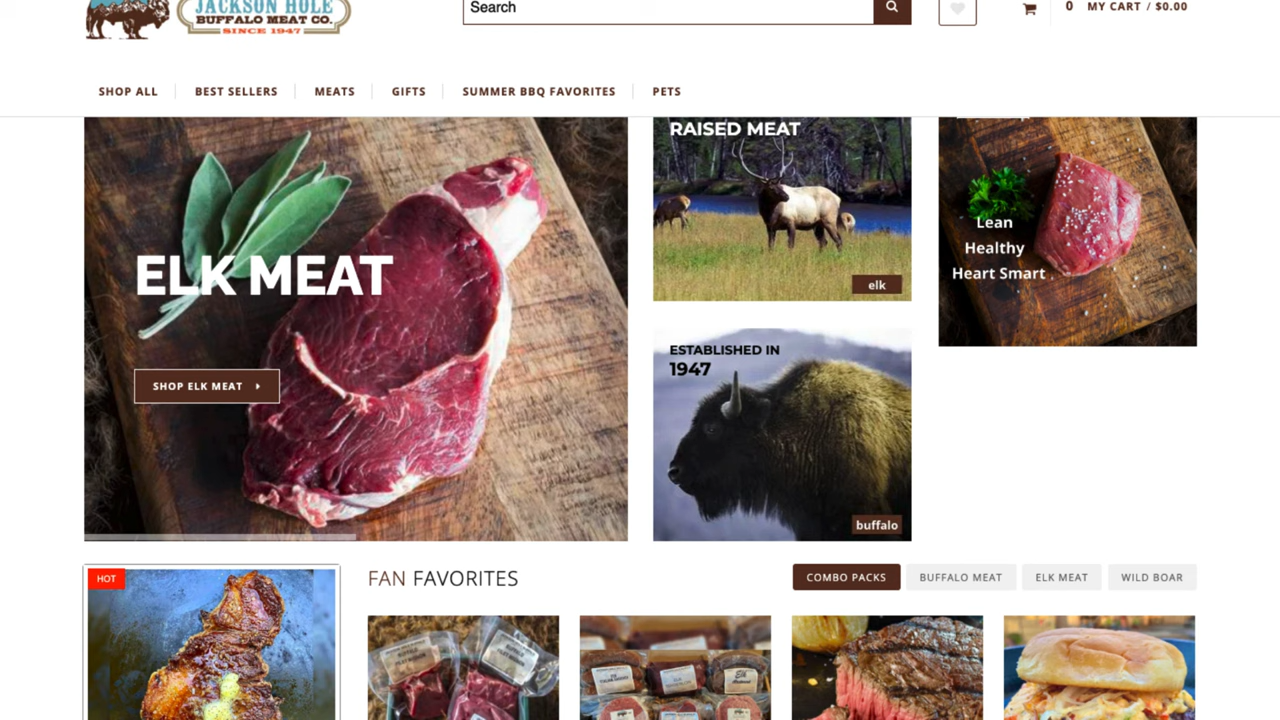 JACKSON HOLE
BUFFALO MEAT CO.
SINCE 1947
Search
0 MY CART / $0.00
SHOP ALL
BEST SELLERS
MEATS
GIFTS
SUMMER BBQ FAVORITES
PETS
ELK MEAT
SHOP ELK MEAT
RAISED MEAT
elk
ESTABLISHED IN
1947
buffalo
Lean
Healthy
Heart Smart
HOT
FAN FAVORITES
COMBO PACKS
BUFFALO MEAT
ELK MEAT
WILD BOAR